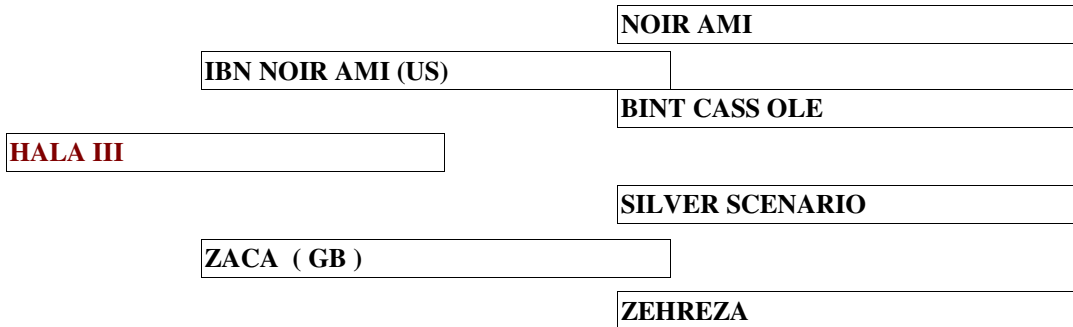 NOIR AMI
IBN NOIR AMI (US)
BINT CASS OLE
HALA III
SILVER SCENARIO
ZACA ( GB )
ZEHREZA